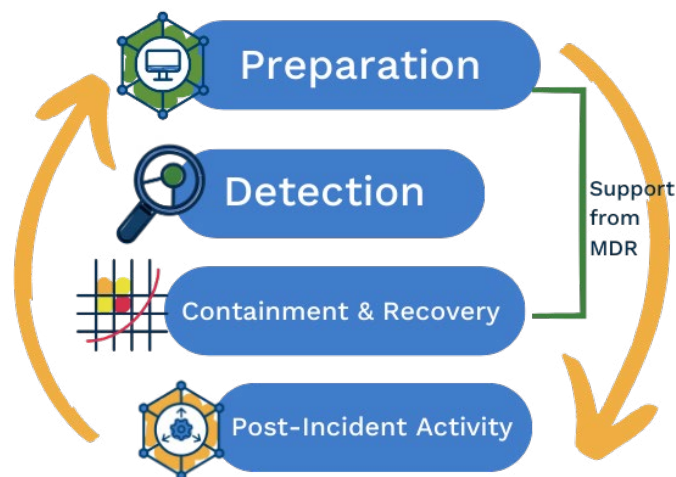 Preparation
Detection
Support
from
MDR
Containment & Recovery
Post-Incident Activity